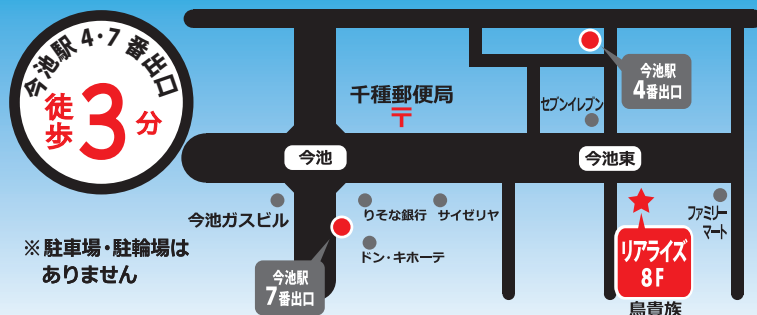 今池駅4・7番出口
徒歩3分
千種郵便局
〒
今池駅
4番出口
セブンイレブン
今池
今池東
今池ガスビル
りそな銀行
サイゼリヤ
ファミリー
マート
ドン・キホーテ
リアライズ
8F
鳥貴族
今池駅
7番出口
※駐車場・駐輪場は
ありません